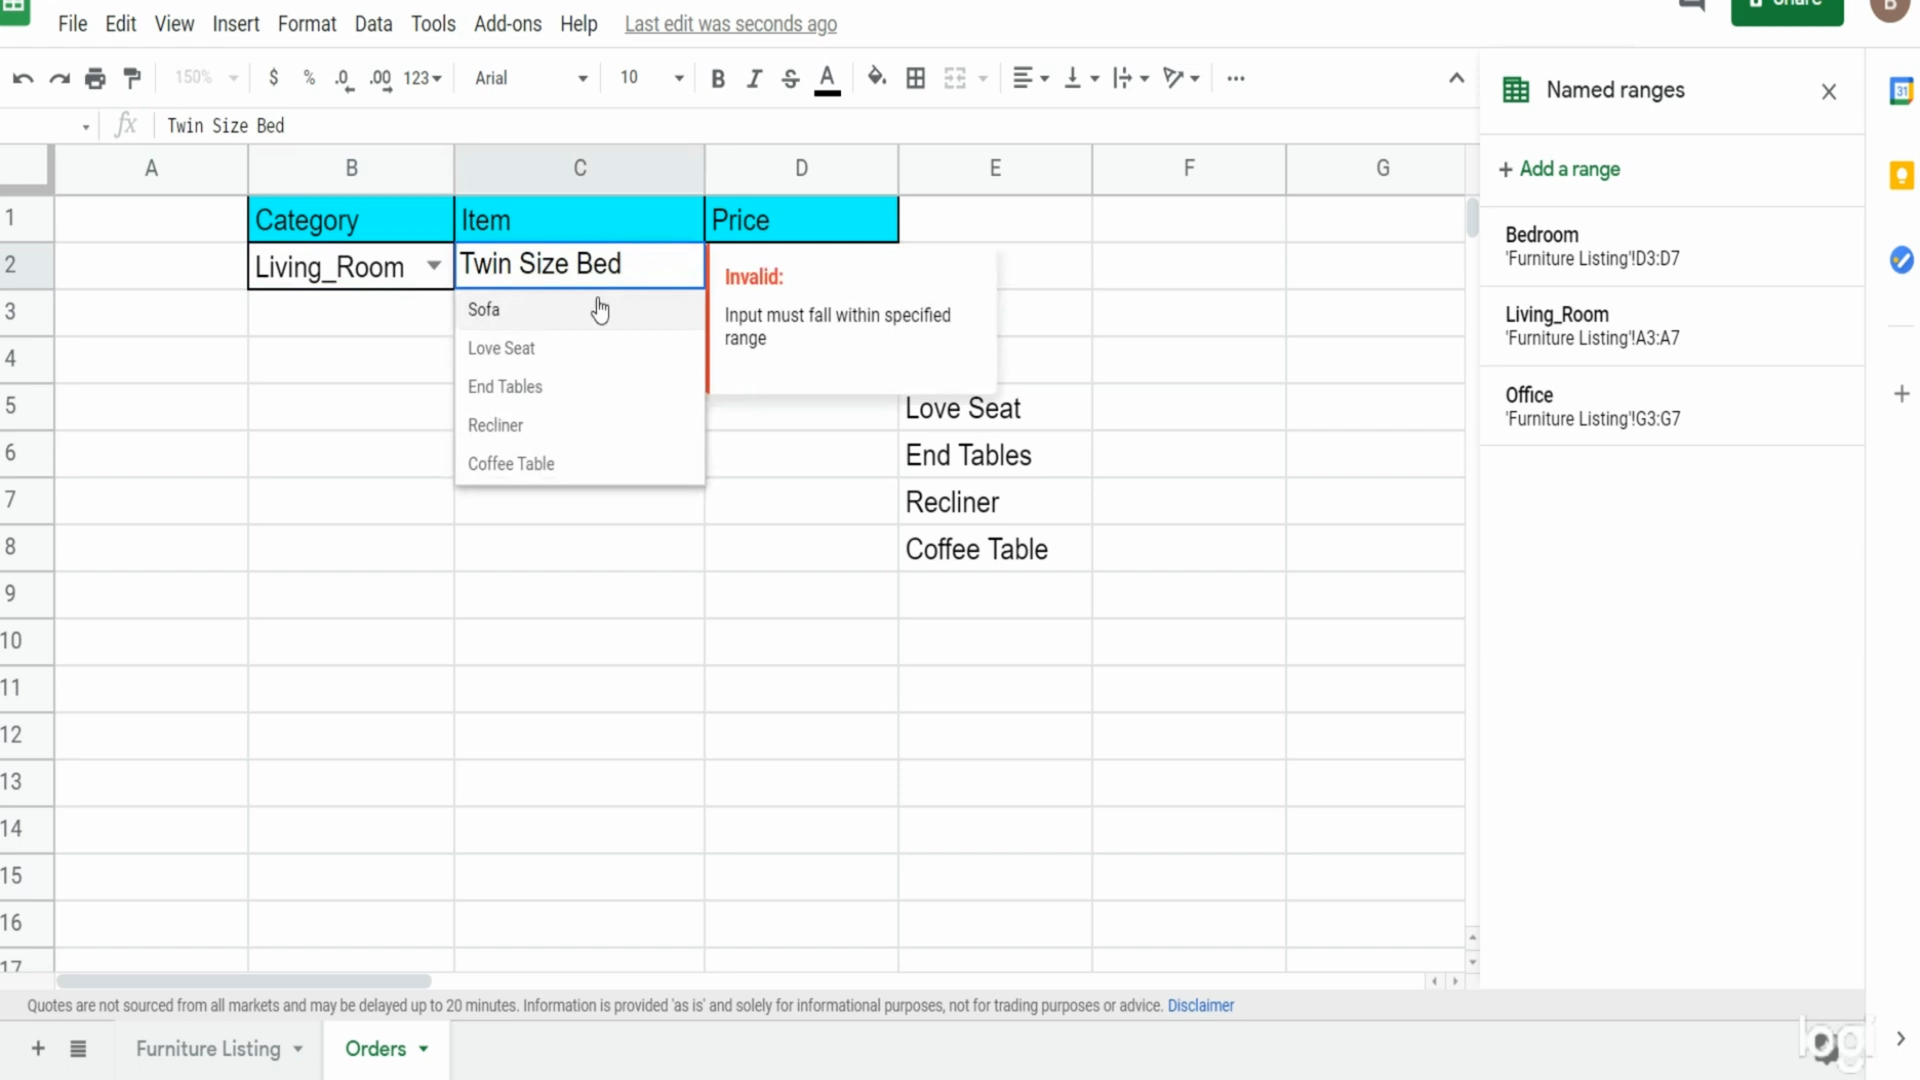 File Edit View Insert Format Data Tools Add-ons Help Last edit was seconds ago
Share
B
150% $ % .0 .00 123 Arial 10 B I S A
Named ranges
31
fx Twin Size Bed
A B C D E F G
+ Add a range
1 Category Item Price
2 Living_Room Twin Size Bed
Invalid:
Input must fall within specified
range
Bedroom
'Furniture Listing'!D3:D7
3
Sofa
Living_Room
'Furniture Listing'!A3:A7
4
Love Seat
5
End Tables
Love Seat
Office
'Furniture Listing'!G3:G7
6
Recliner
End Tables
Coffee Table
7 Recliner
8 Coffee Table
9
10
11
12
13
14
15
16
17
Quotes are not sourced from all markets and may be delayed up to 20 minutes. Information is provided 'as is' and solely for informational purposes, not for trading purposes or advice. Disclaimer
+ Furniture Listing Orders
logi